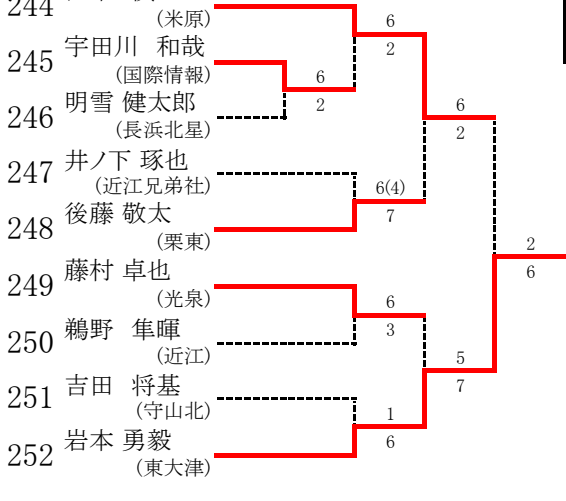 244
(米原)
245 宇田川 和哉
(国際情報)
246 明雪 健太郎
(長浜北星)
247 井ノ下 琢也
(近江兄弟社)
248 後藤 敬太
(栗東)
249 藤村 卓也
(光泉)
250 鵜野 隼暉
(近江)
251 吉田 将基
(守山北)
252 岩本 勇毅
(東大津)
6
2
6
2
6(4)
7
6
3
1
6
6
2
5
7
2
6